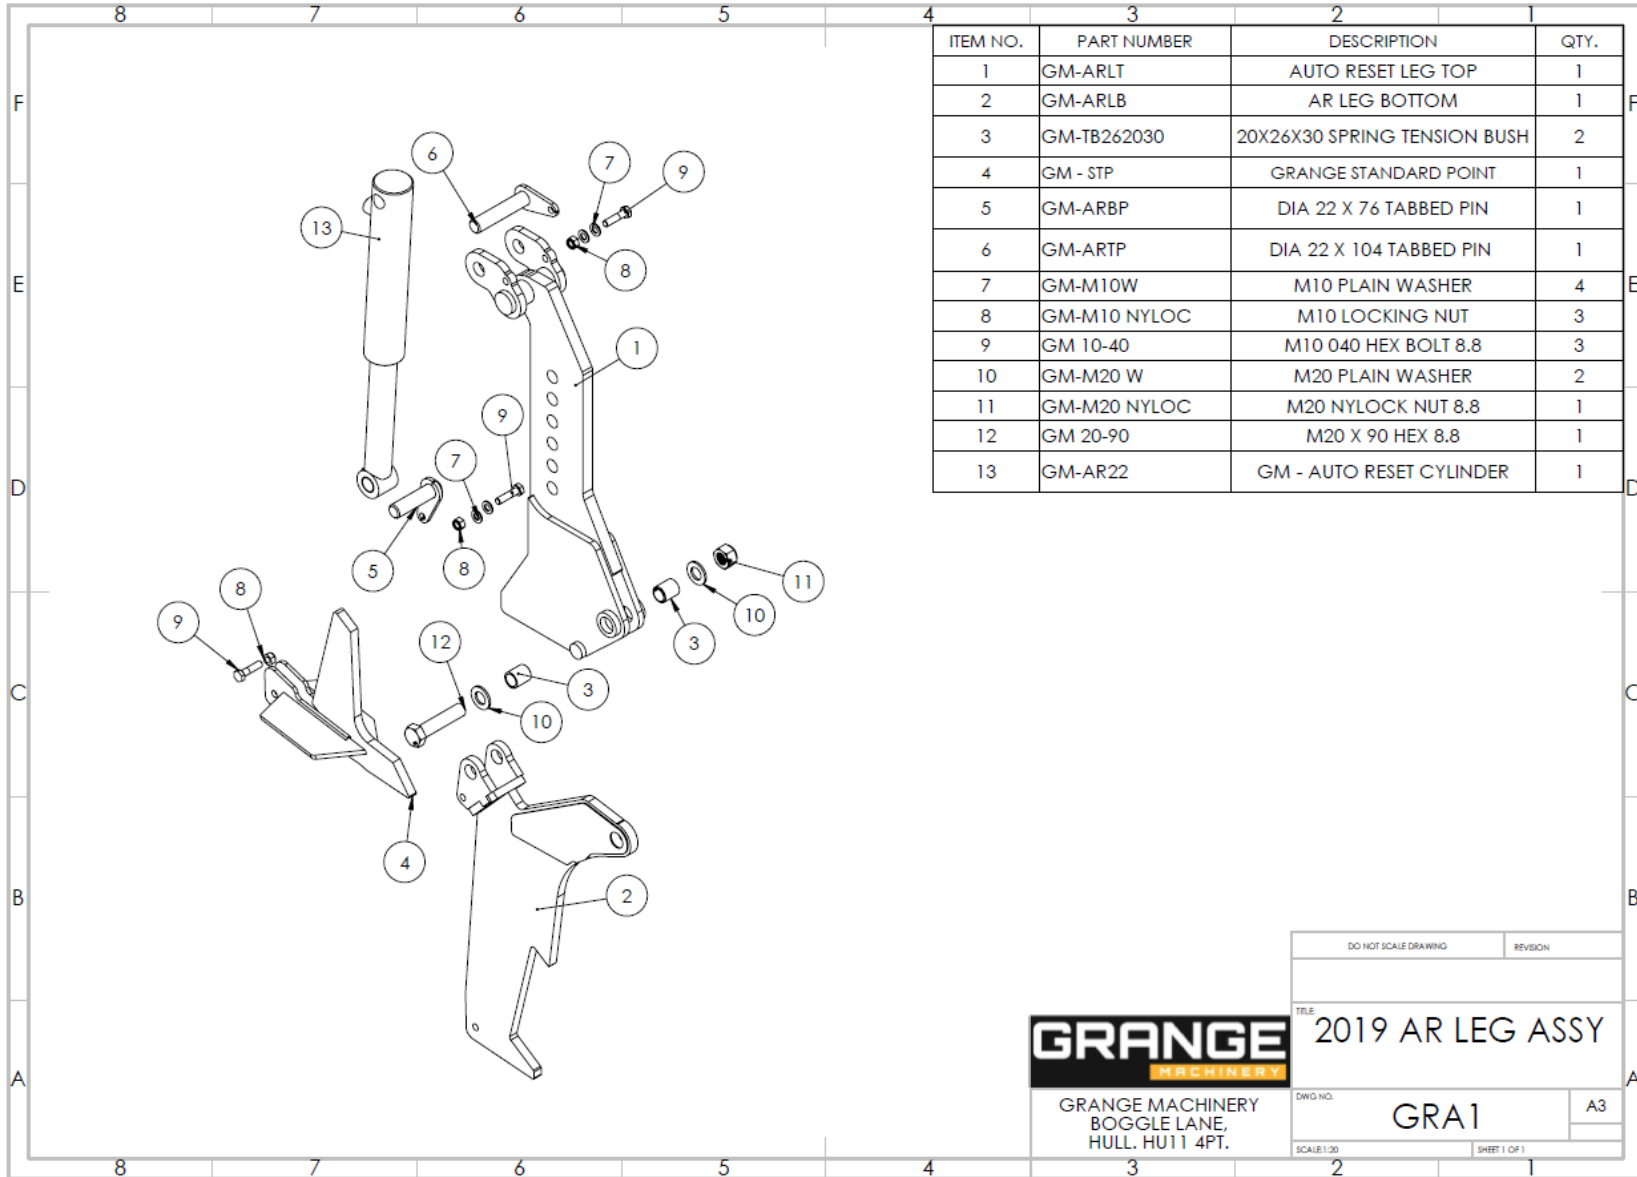 8 7 6 5 4 3 2 1
ITEM NO. PART NUMBER DESCRIPTION QTY.
1 GM-ARLT AUTO RESET LEG TOP 1
2 GM-ARLB AR LEG BOTTOM 1
3 GM-TB262030 20X26X30 SPRING TENSION BUSH 2
4 GM - STP GRANGE STANDARD POINT 1
5 GM-ARBP DIA 22 X 76 TABBED PIN 1
6 GM-ARTP DIA 22 X 104 TABBED PIN 1
7 GM-M10W M10 PLAIN WASHER 4
8 GM-M10 NYLOC M10 LOCKING NUT 3
9 GM 10-40 M10 040 HEX BOLT 8.8 3
10 GM-M20 W M20 PLAIN WASHER 2
11 GM-M20 NYLOC M20 NYLOCK NUT 8.8 1
12 GM 20-90 M20 X 90 HEX 8.8 1
13 GM-AR22 GM - AUTO RESET CYLINDER 1
F F
6 7 9
13
8
E E
1
9
7
D D
5 8
11
8 10
9 12 3
3
C C
10
4
2
B B
DO NOT SCALE DRAWING REVISION
TITLE:
2019 AR LEG ASSY
GRANGE
MACHINERY
A A
GRANGE MACHINERY
BOGGLE LANE,
HULL. HU11 4PT.
DWG NO.
GRA1
A3
SCALE:1:20 SHEET 1 OF 1
8 7 6 5 4 3 2 1